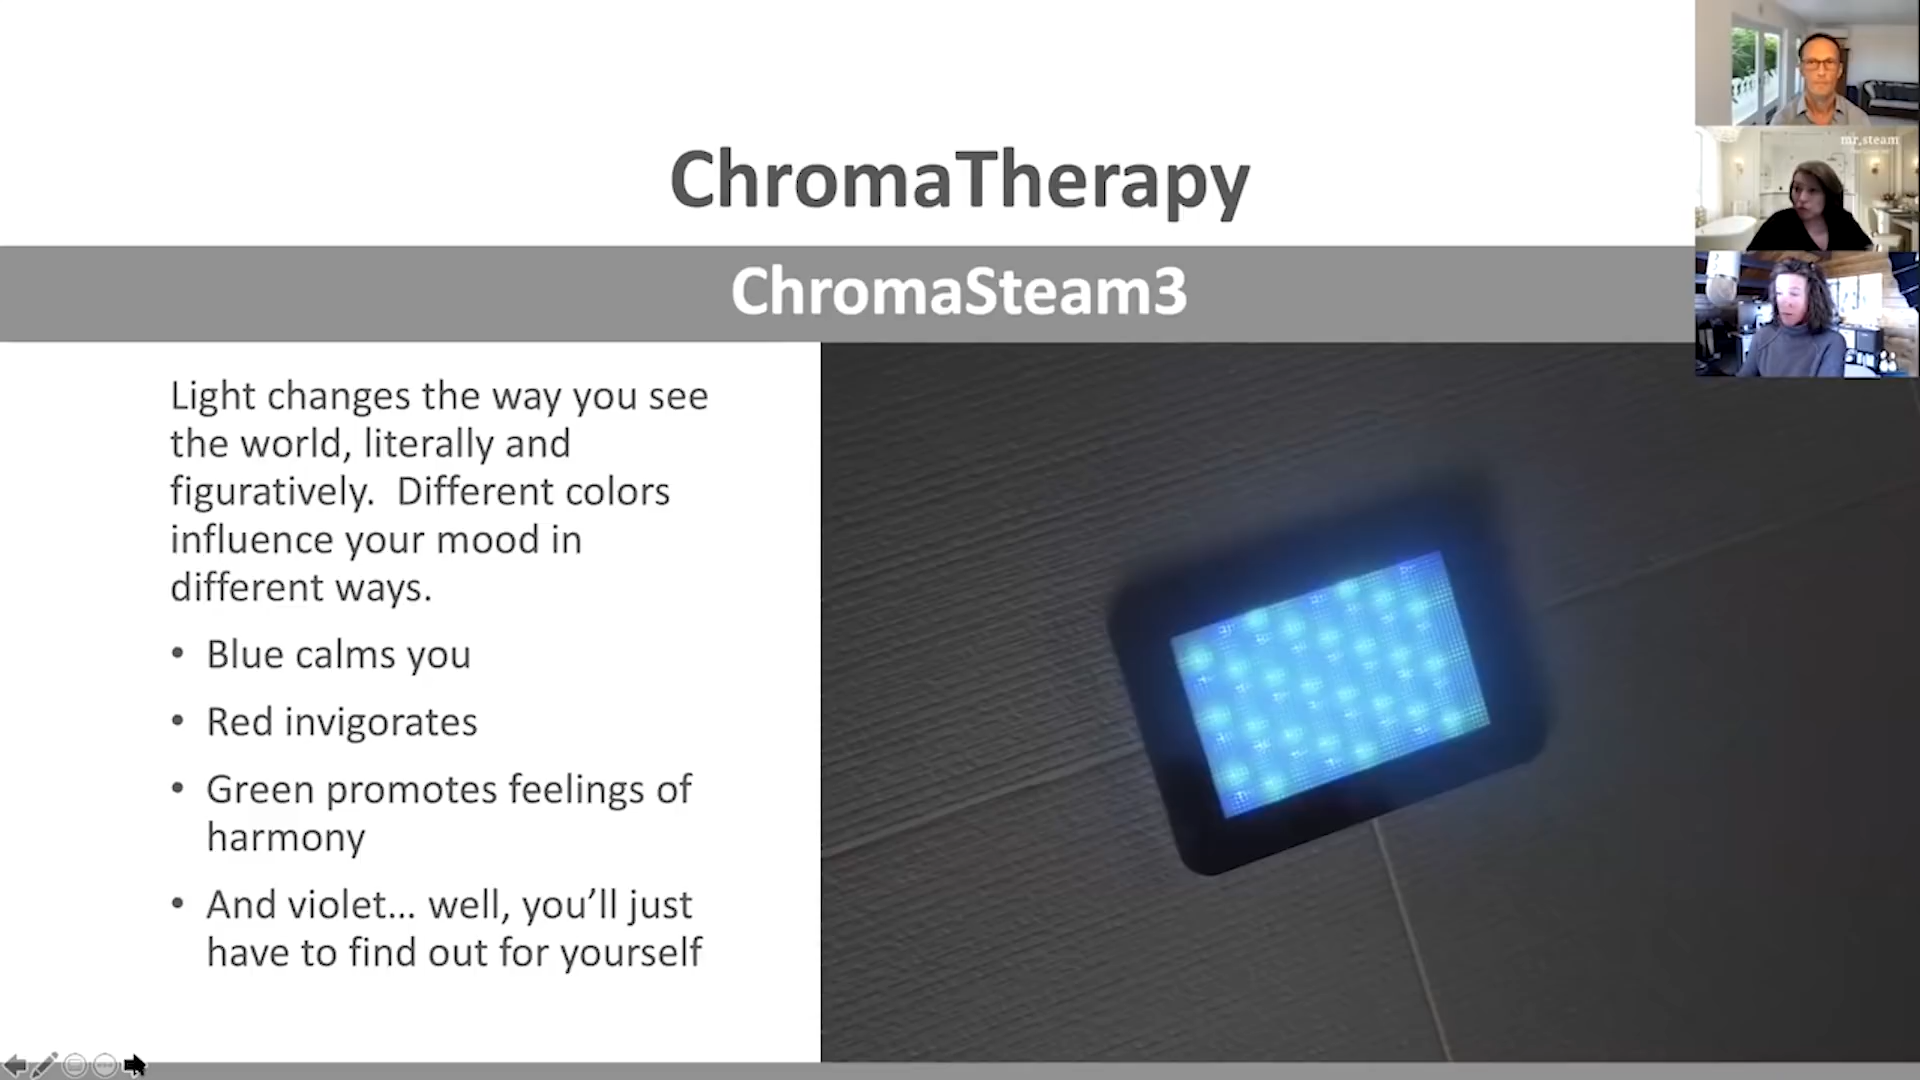 ChromaTherapy
mr.steam
ChromaSteam3
Light changes the way you see
the world, literally and
figuratively.  Different colors
influence your mood in
different ways.
• Blue calms you
• Red invigorates
• Green promotes feelings of
harmony
• And violet... well, you’ll just
have to find out for yourself